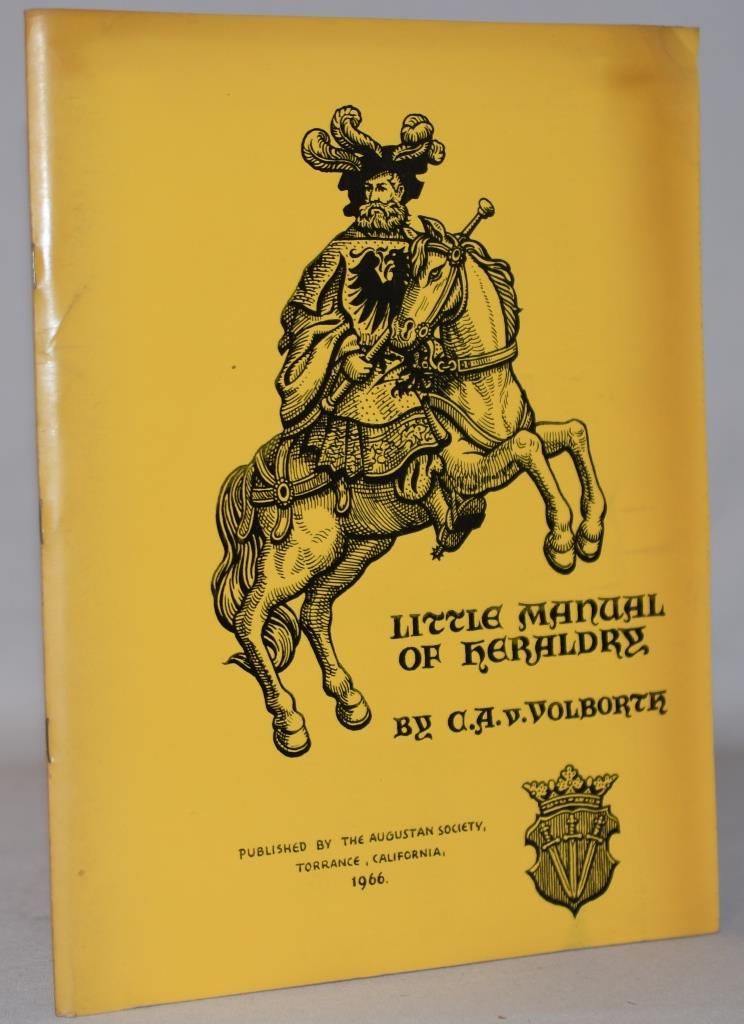 LITTLE MANUAL
OF HERALDRY
BY C.A.v.VOLBORTH
PUBLISHED BY THE AUGUSTAN SOCIETY,
TORRANCE, CALIFORNIA,
1966.